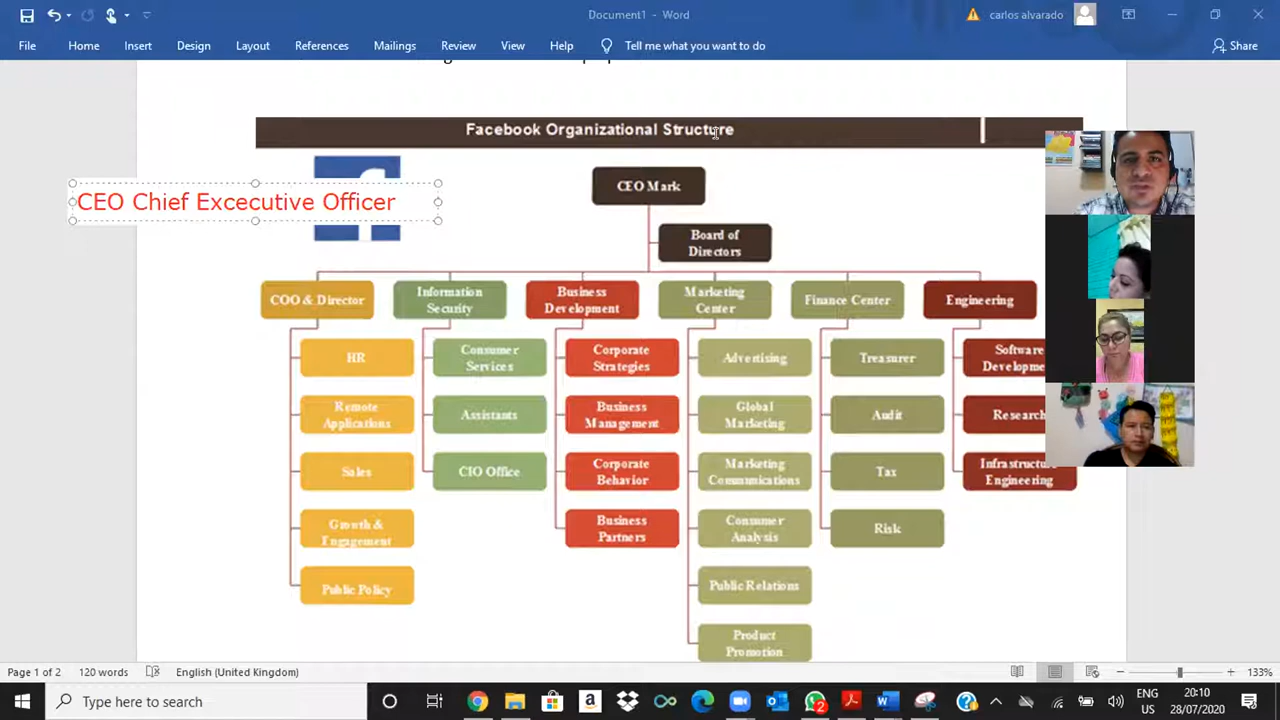 Document1 - Word
carlos alvarado
File Home Insert Design Layout References Mailings Review View Help Tell me what you want to do Share
Facebook Organizational Structure
CEO Chief Excecutive Officer
CEO Mark
Board of
Directors
COO & Director
Information
Security
Business
Development
Marketing
Center
Finance Center
Engineering
HR
Remote
Applications
Sales
Growth &
Engagement
Public Policy
Consumer
Services
Assistants
CIO Office
Corporate
Strategies
Business
Management
Corporate
Behavior
Business
Partners
Advertising
Global
Marketing
Marketing
Communications
Consumer
Analysis
Public Relations
Product
Promotion
Treasurer
Audit
Tax
Risk
Software
Developme
Research
Infrastructure
Engineering
Page 1 of 2 120 words English (United Kingdom) 133%
Type here to search
ENG
US
20:10
28/07/2020
2